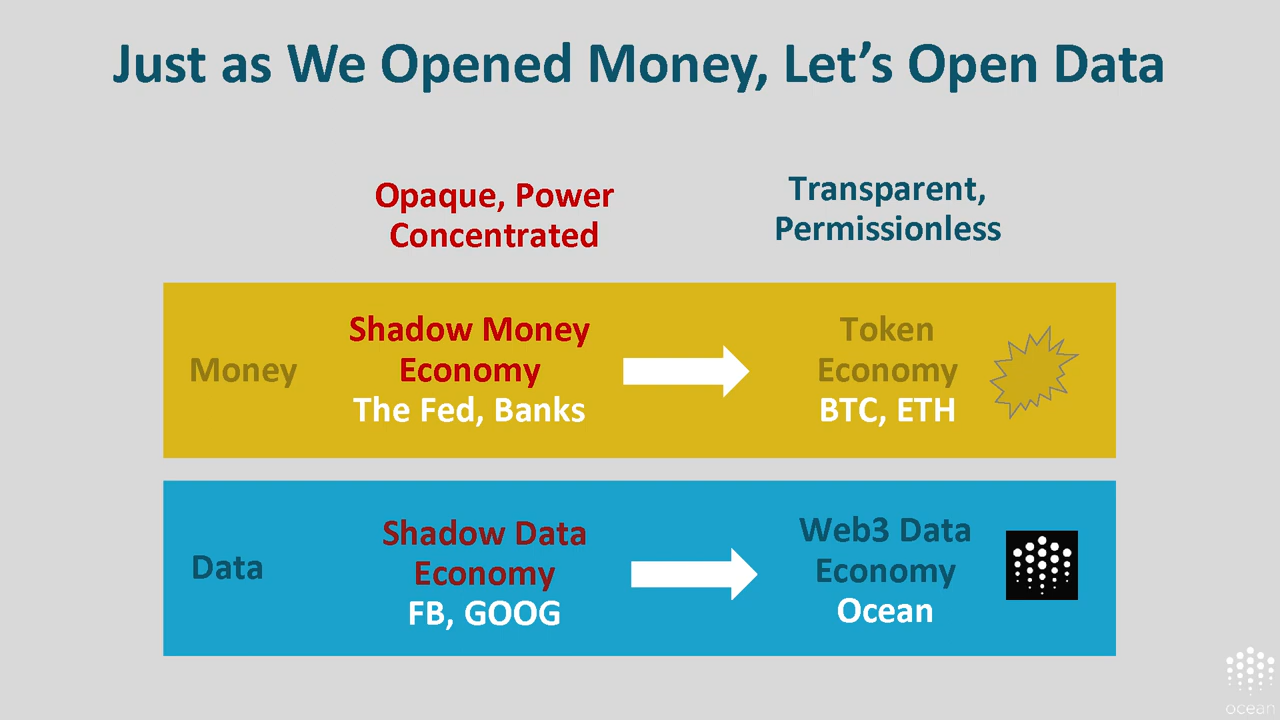 Just as We Opened Money, Let's Open Data
Opaque, Power
Concentrated
Transparent,
Permissionless
Money
Shadow Money
Economy
The Fed, Banks
Token
Economy
BTC, ETH
Data
Shadow Data
Economy
FB, GOOG
Web3 Data
Economy
Ocean
ocean